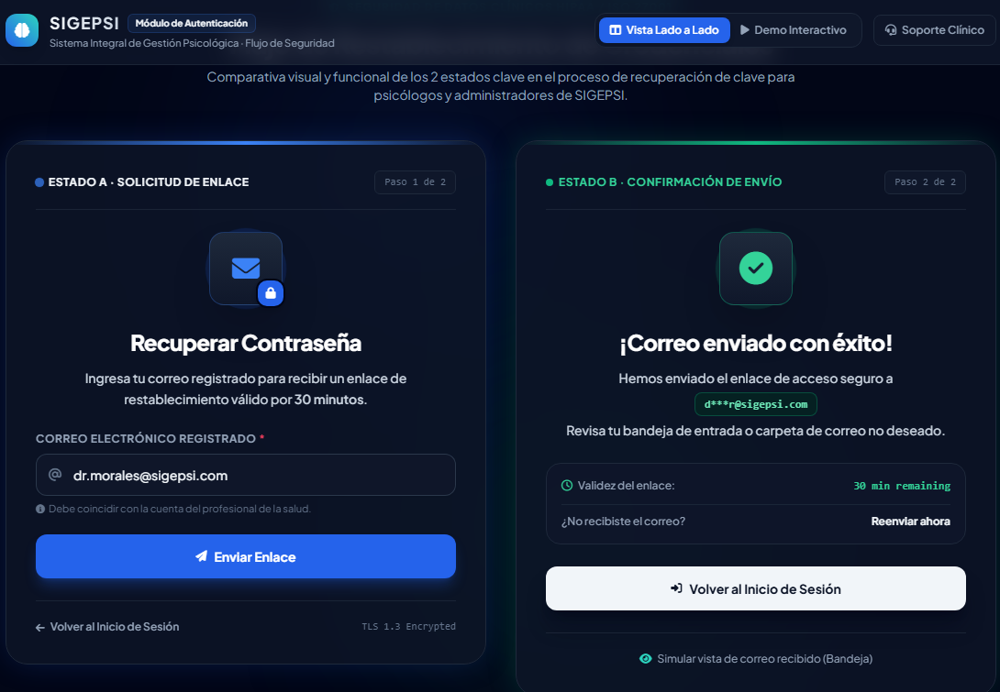 SIGEPSI Módulo de Autenticación
Sistema Integral de Gestión Psicológica · Flujo de Seguridad
Vista Lado a Lado
Demo Interactivo
Soporte Clínico
Comparativa visual y funcional de los 2 estados clave en el proceso de recuperación de clave para
psicólogos y administradores de SIGEPSI.
ESTADO A · SOLICITUD DE ENLACE
Paso 1 de 2
Recuperar Contraseña
Ingresa tu correo registrado para recibir un enlace de
restablecimiento válido por 30 minutos.
CORREO ELECTRÓNICO REGISTRADO *
@ dr.morales@sigepsi.com
Debe coincidir con la cuenta del profesional de la salud.
Enviar Enlace
Volver al Inicio de Sesión
TLS 1.3 Encrypted
ESTADO B · CONFIRMACIÓN DE ENVÍO
Paso 2 de 2
¡Correo enviado con éxito!
Hemos enviado el enlace de acceso seguro a
d***r@sigepsi.com
Revisa tu bandeja de entrada o carpeta de correo no deseado.
Validez del enlace:
30 min remaining
¿No recibiste el correo?
Reenviar ahora
Volver al Inicio de Sesión
Simular vista de correo recibido (Bandeja)